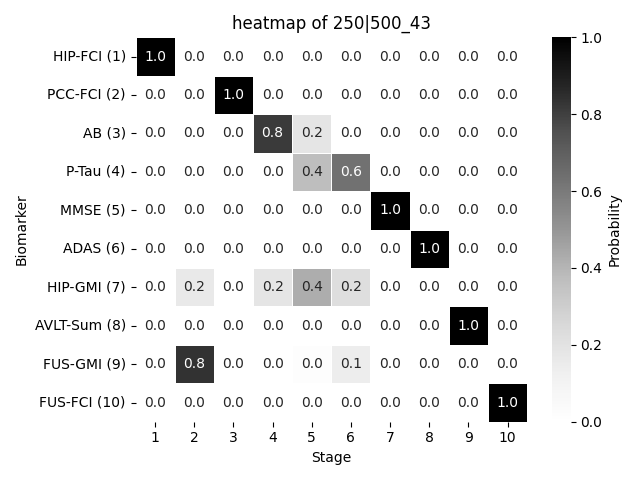 heatmap of 250|500_43
HIP-FCI (1) 1.0 0.0 0.0 0.0 0.0 0.0 0.0 0.0 0.0 0.0
PCC-FCI (2) 0.0 0.0 1.0 0.0 0.0 0.0 0.0 0.0 0.0 0.0
AB (3) 0.0 0.0 0.0 0.8 0.2 0.0 0.0 0.0 0.0 0.0
P-Tau (4) 0.0 0.0 0.0 0.0 0.4 0.6 0.0 0.0 0.0 0.0
MMSE (5) 0.0 0.0 0.0 0.0 0.0 0.0 1.0 0.0 0.0 0.0
ADAS (6) 0.0 0.0 0.0 0.0 0.0 0.0 0.0 1.0 0.0 0.0
HIP-GMI (7) 0.0 0.2 0.0 0.2 0.4 0.2 0.0 0.0 0.0 0.0
AVLT-Sum (8) 0.0 0.0 0.0 0.0 0.0 0.0 0.0 0.0 1.0 0.0
FUS-GMI (9) 0.0 0.8 0.0 0.0 0.0 0.1 0.0 0.0 0.0 0.0
FUS-FCI (10) 0.0 0.0 0.0 0.0 0.0 0.0 0.0 0.0 0.0 1.0
1 2 3 4 5 6 7 8 9 10
Stage
Biomarker
1.0
0.8
0.6
0.4
0.2
0.0
Probability